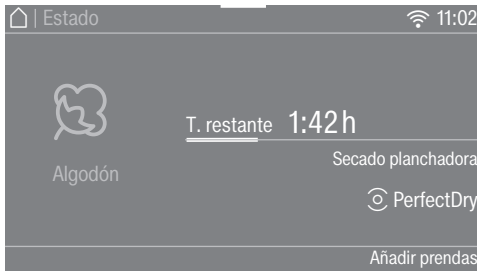 | Estado
11:02
T. restante 1:42 h
Secado planchadora
Algodón
PerfectDry
Añadir prendas